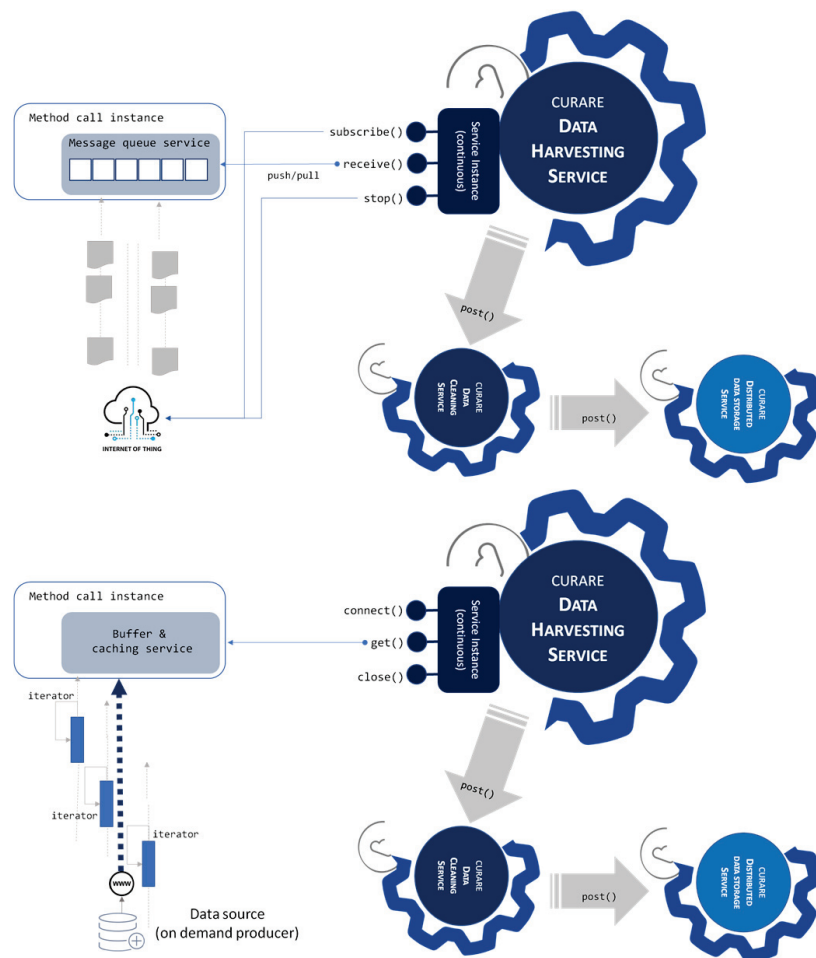 CURARE
DATA
HARVESTING
SERVICE
Service Instance
(continuous)
subscribe()
receive()
stop()
push/pull
Method call instance
Message queue service
INTERNET OF THING
post()
CURARE
DATA
CLEANING
SERVICE
post()
CURARE
DISTRIBUTED
DATA STORAGE
SERVICE
CURARE
DATA
HARVESTING
SERVICE
Service Instance
(continuous)
connect()
get()
close()
Method call instance
Buffer &
caching service
iterator
iterator
iterator
www
Data source
(on demand producer)
post()
CURARE
DATA
CLEANING
SERVICE
post()
CURARE
DISTRIBUTED
DATA STORAGE
SERVICE